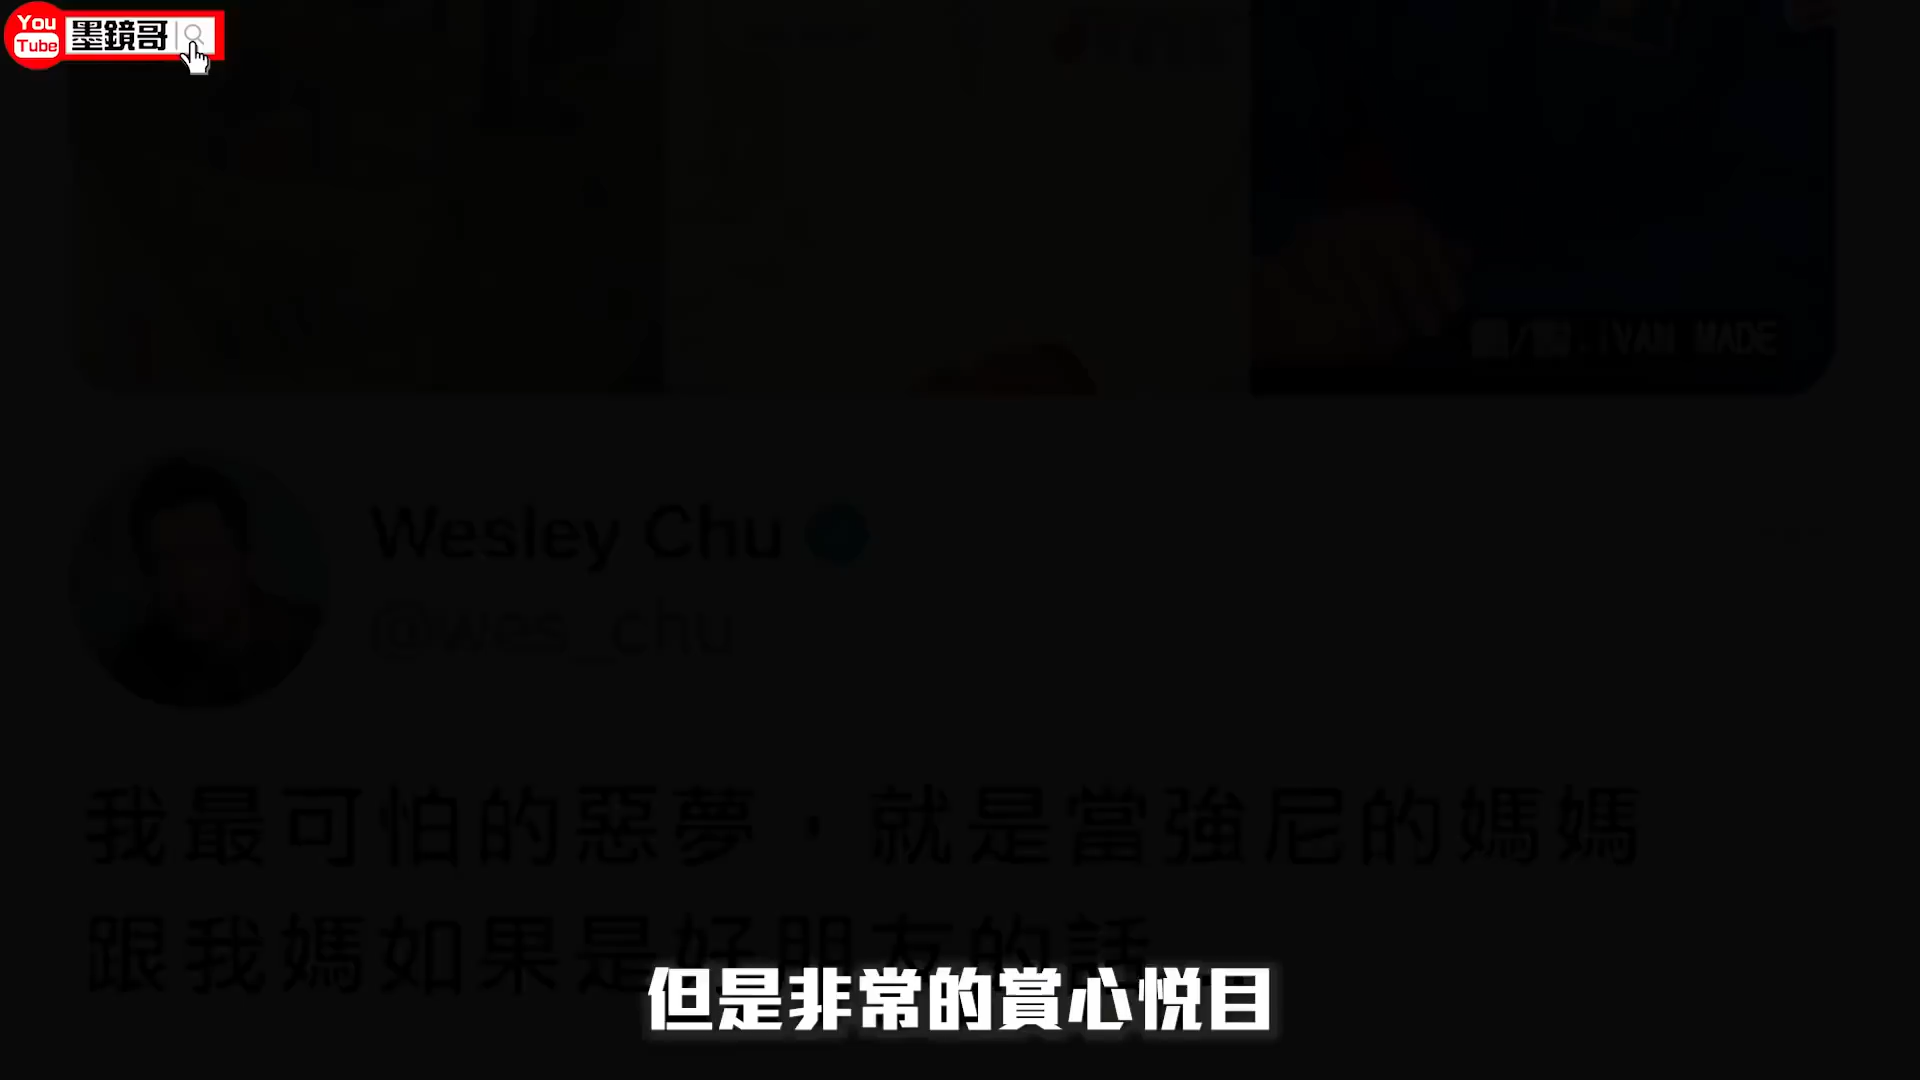 You
Tube
墨鏡哥
:IVAN MADE
Wesley Chu
@wes_chu
我最可怕的惡夢，就是當強尼的媽媽
跟我媽如果是好朋友的話
但是非常的賞心悅目